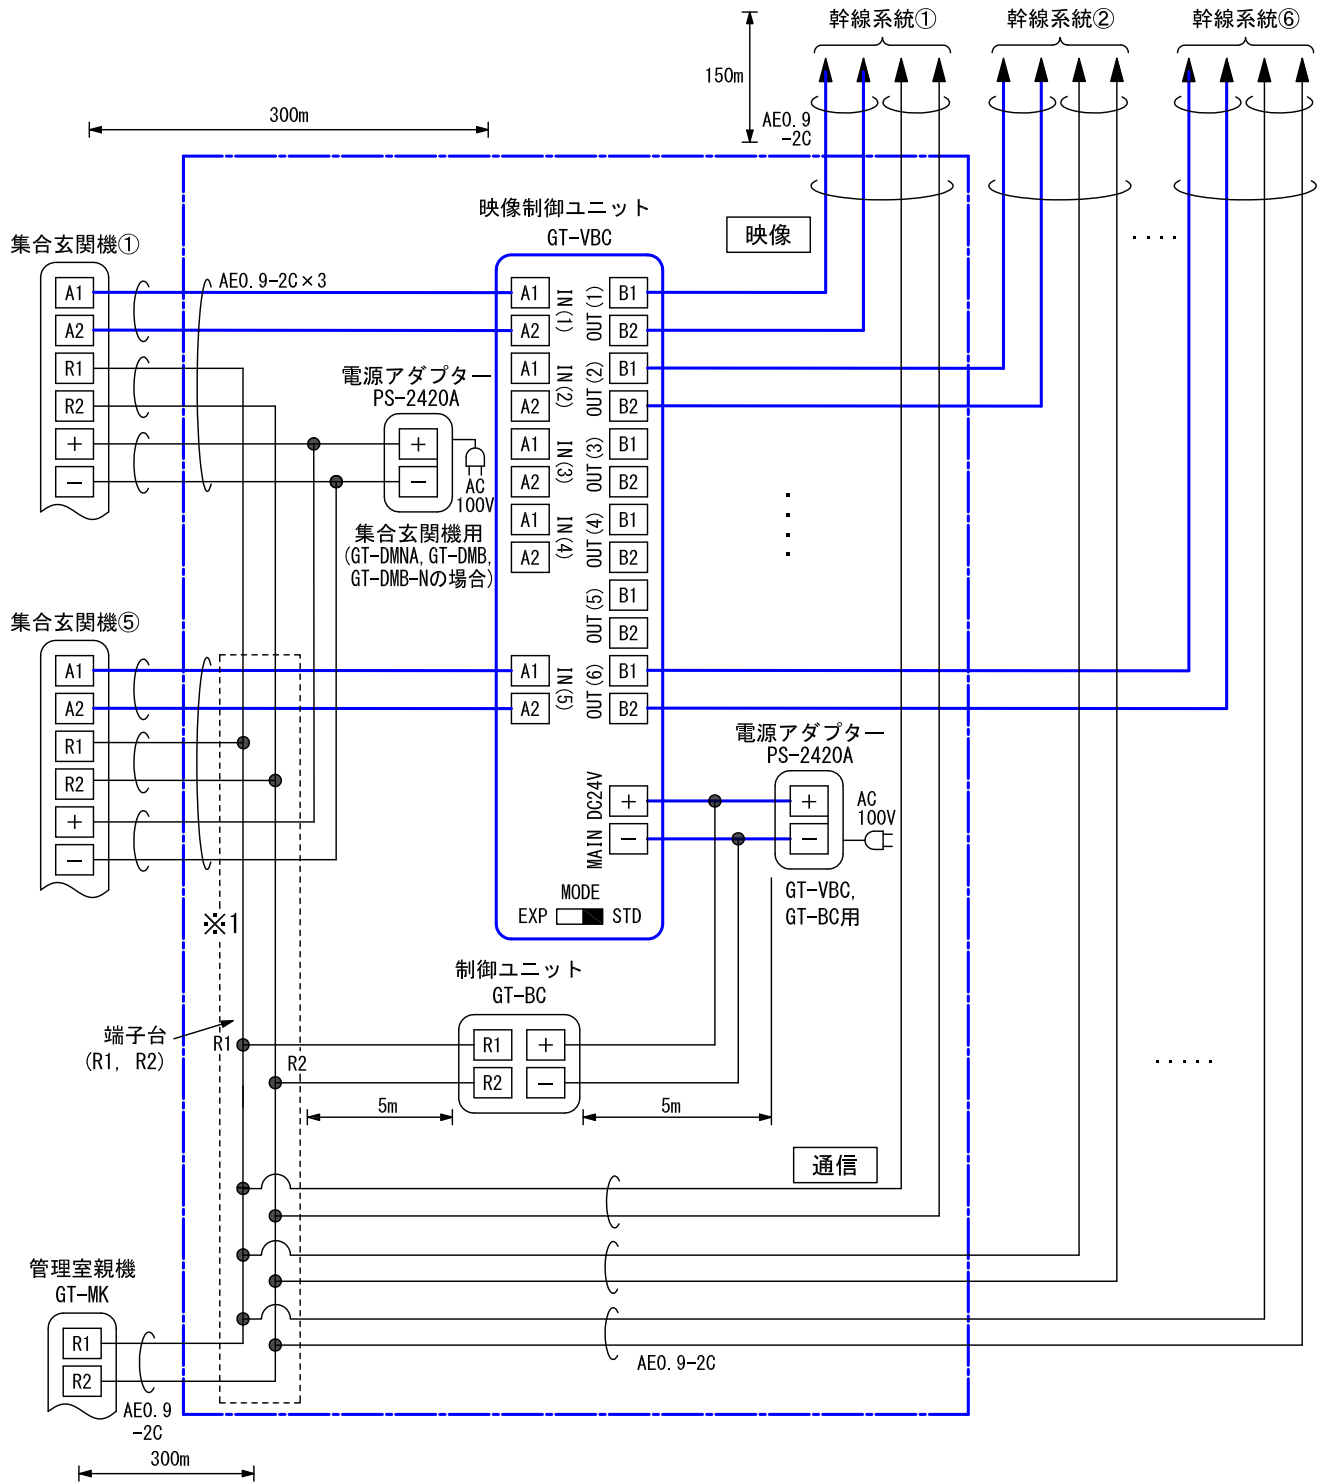 幹線系統①
幹線系統②
幹線系統⑥
150m
AE0.9
-2C
300m
映像制御ユニット
GT-VBC
映像
集合玄関機①
AE0.9-2C×3
A1
A2
R1
R2
+
−
電源アダプター
PS-2420A
+
−
AC
100V
集合玄関機用
(GT-DMNA, GT-DMB,
GT-DMB-Nの場合)
A1
A2
IN(1)
A1
A2
IN(2)
A1
A2
IN(3)
A1
A2
IN(4)
A1
A2
IN(5)
OUT(1)
B1
B2
OUT(2)
B1
B2
OUT(3)
B1
B2
OUT(4)
B1
B2
OUT(5)
B1
B2
OUT(6)
B1
B2
集合玄関機⑤
A1
A2
R1
R2
+
−
MAIN DC24V
+
−
電源アダプター
PS-2420A
+
−
AC
100V
GT-VBC,
GT-BC用
MODE
EXP
STD
※1
制御ユニット
GT-BC
R1
R2
+
−
端子台
(R1, R2)
R1
R2
5m
5m
通信
管理室親機
GT-MK
R1
R2
AE0.9
-2C
AE0.9-2C
300m